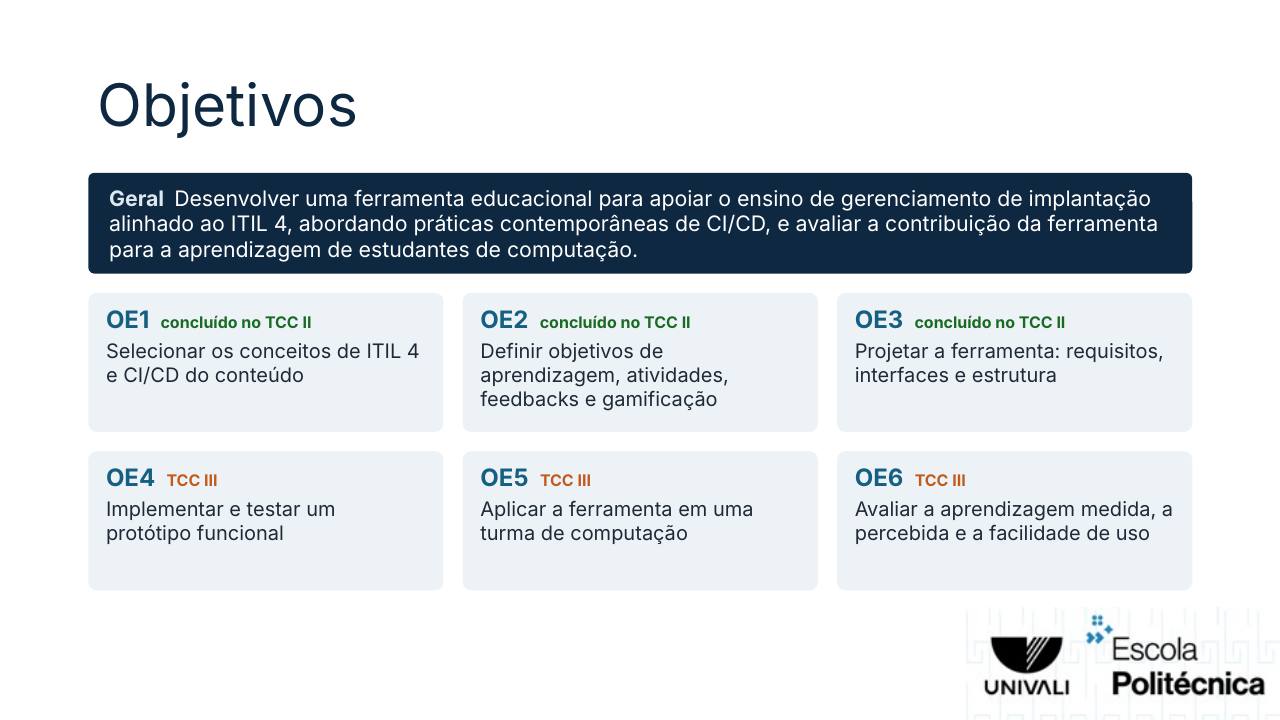 Objetivos
Geral Desenvolver uma ferramenta educacional para apoiar o ensino de gerenciamento de implantação
alinhado ao ITIL 4, abordando práticas contemporâneas de CI/CD, e avaliar a contribuição da ferramenta
para a aprendizagem de estudantes de computação.
OE1 concluído no TCC II
Selecionar os conceitos de ITIL 4
e CI/CD do conteúdo
OE2 concluído no TCC II
Definir objetivos de
aprendizagem, atividades,
feedbacks e gamificação
OE3 concluído no TCC II
Projetar a ferramenta: requisitos,
interfaces e estrutura
OE4 TCC III
Implementar e testar um
protótipo funcional
OE5 TCC III
Aplicar a ferramenta em uma
turma de computação
OE6 TCC III
Avaliar a aprendizagem medida, a
percebida e a facilidade de uso
UNIVALI
Escola
Politécnica